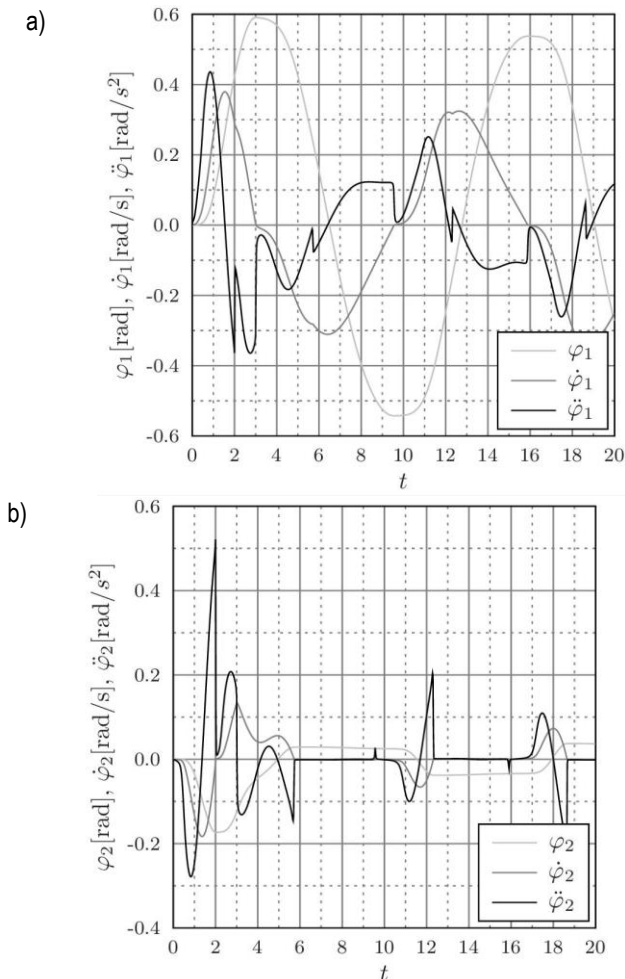 a)
φ₁[rad], φ̇₁[rad/s], φ̈₁[rad/s²]
0.6
0.4
0.2
0.0
-0.2
-0.4
-0.6
φ₁
φ̇₁
φ̈₁
0 2 4 6 8 10 12 14 16 18 20
t
b)
φ₂[rad], φ̇₂[rad/s], φ̈₂[rad/s²]
0.6
0.4
0.2
0.0
-0.2
-0.4
φ₂
φ̇₂
φ̈₂
0 2 4 6 8 10 12 14 16 18 20
t